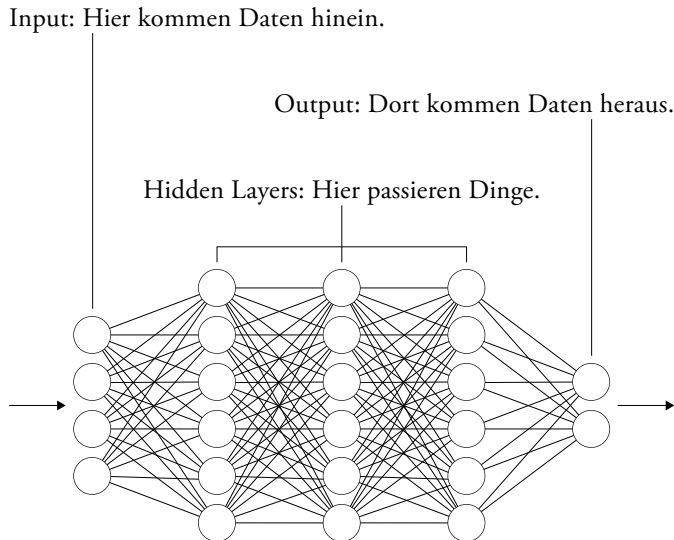 Input: Hier kommen Daten hinein.
Output: Dort kommen Daten heraus.
Hidden Layers: Hier passieren Dinge.